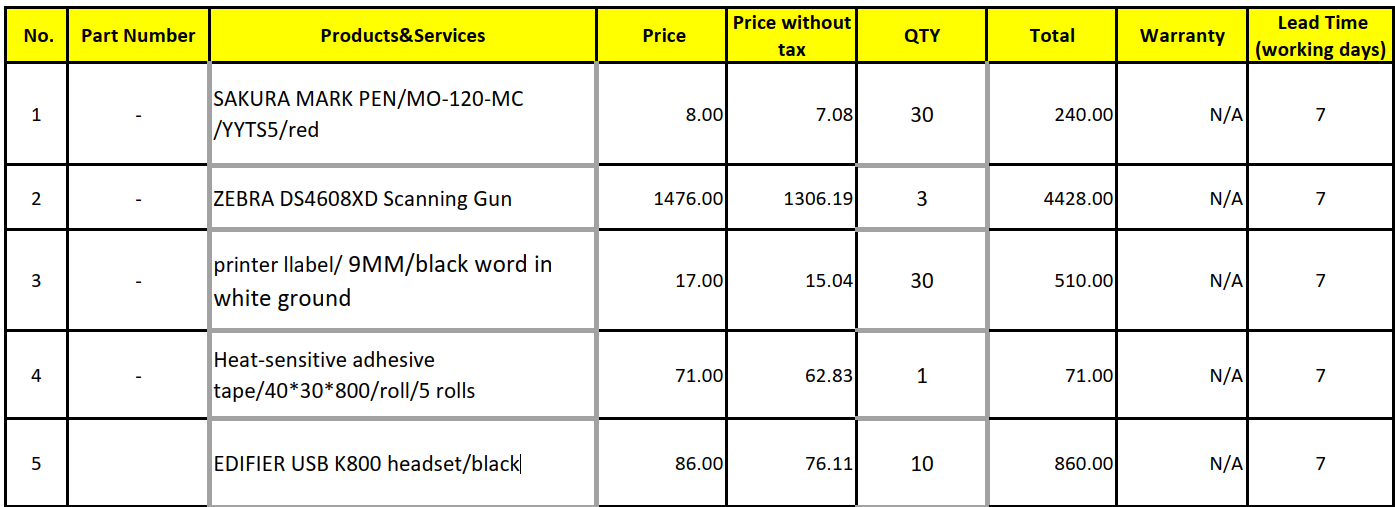 No. Part Number Products&Services Price Price without tax QTY Total Warranty Lead Time (working days)
1 - SAKURA MARK PEN/MO-120-MC /YYTS5/red 8.00 7.08 30 240.00 N/A 7
2 - ZEBRA DS4608XD Scanning Gun 1476.00 1306.19 3 4428.00 N/A 7
3 - printer llabel/ 9MM/black word in white ground 17.00 15.04 30 510.00 N/A 7
4 - Heat-sensitive adhesive tape/40*30*800/roll/5 rolls 71.00 62.83 1 71.00 N/A 7
5 EDIFIER USB K800 headset/black 86.00 76.11 10 860.00 N/A 7